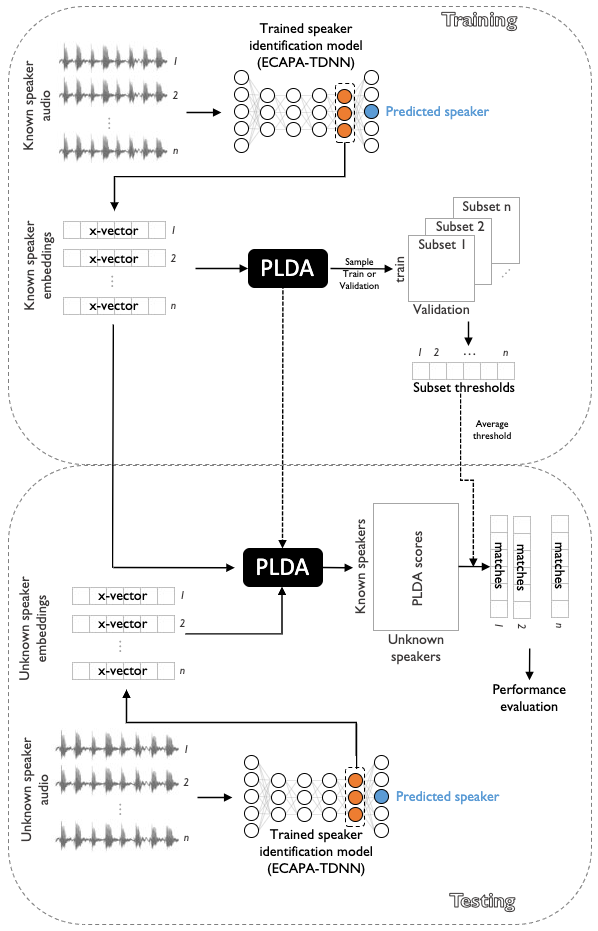 Training
Trained speaker
identification model
(ECAPA-TDNN)
Known speaker
audio
1
2
n
Predicted speaker
Known speaker
embeddings
x-vector
1
x-vector
2
x-vector
n
PLDA
Sample
Train or
Validation
Subset n
Subset 2
Subset 1
train
Validation
1 2 ... n
Subset thresholds
Average
threshold
PLDA
Known speakers
PLDA scores
Unknown
speakers
matches
matches
matches
1
2
n
Performance
evaluation
Unknown speaker
embeddings
x-vector
1
x-vector
2
x-vector
n
Unknown speaker
audio
1
2
n
Predicted speaker
Trained speaker
identification model
(ECAPA-TDNN)
Testing